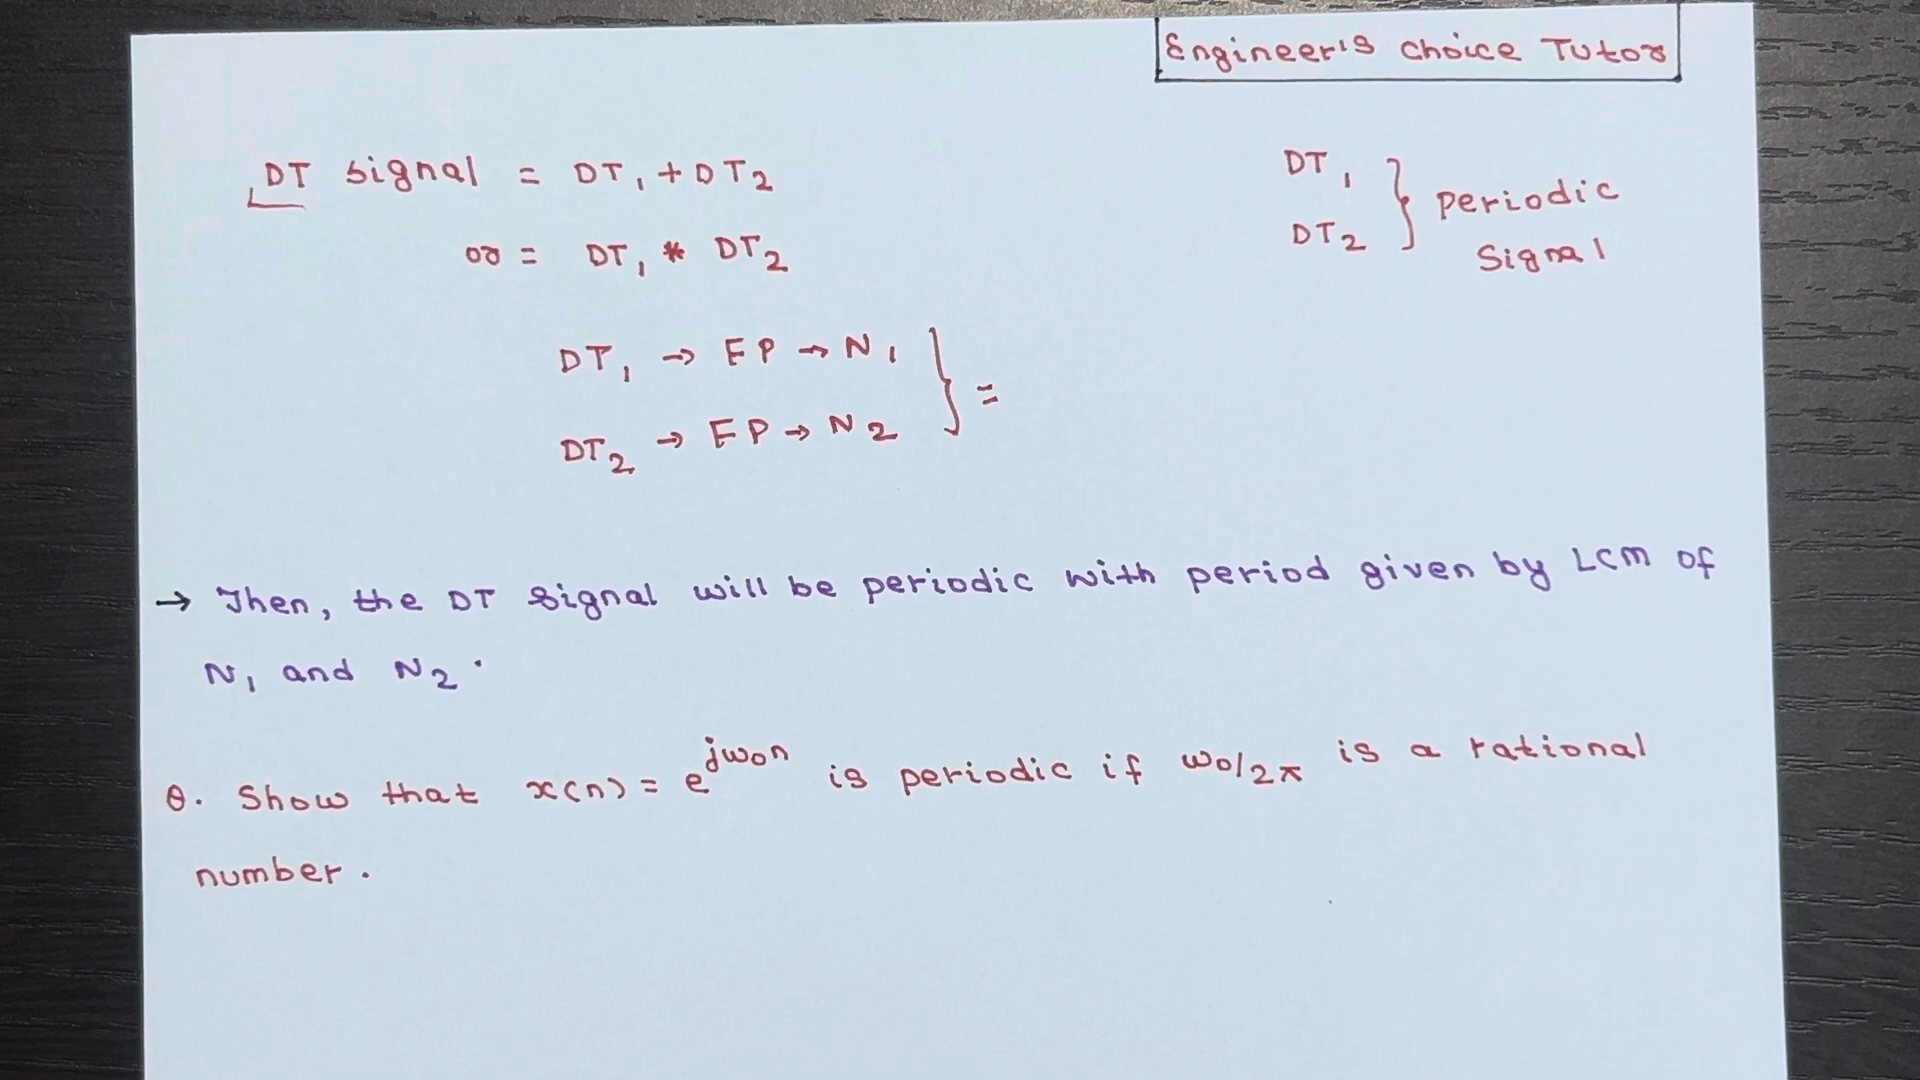 Engineer's Choice Tutor
DT signal = DT1 + DT2
or = DT1 * DT2
DT1
DT2 } Periodic
Signal
DT1 → FP → N1
DT2 → FP → N2 } =
→ Then, the DT signal will be periodic with period given by LCM of
N1 and N2.
Q. Show that x(n) = e^jω0n is periodic if ω0/2π is a rational
number.